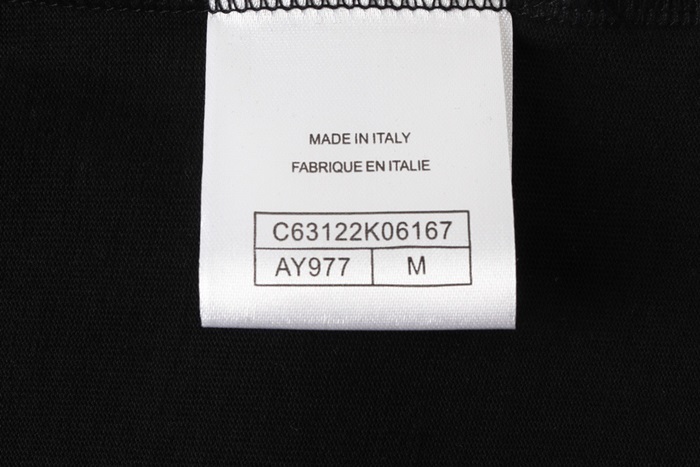 MADE IN ITALY
FABRIQUE EN ITALIE
C63122K06167
AY977 M